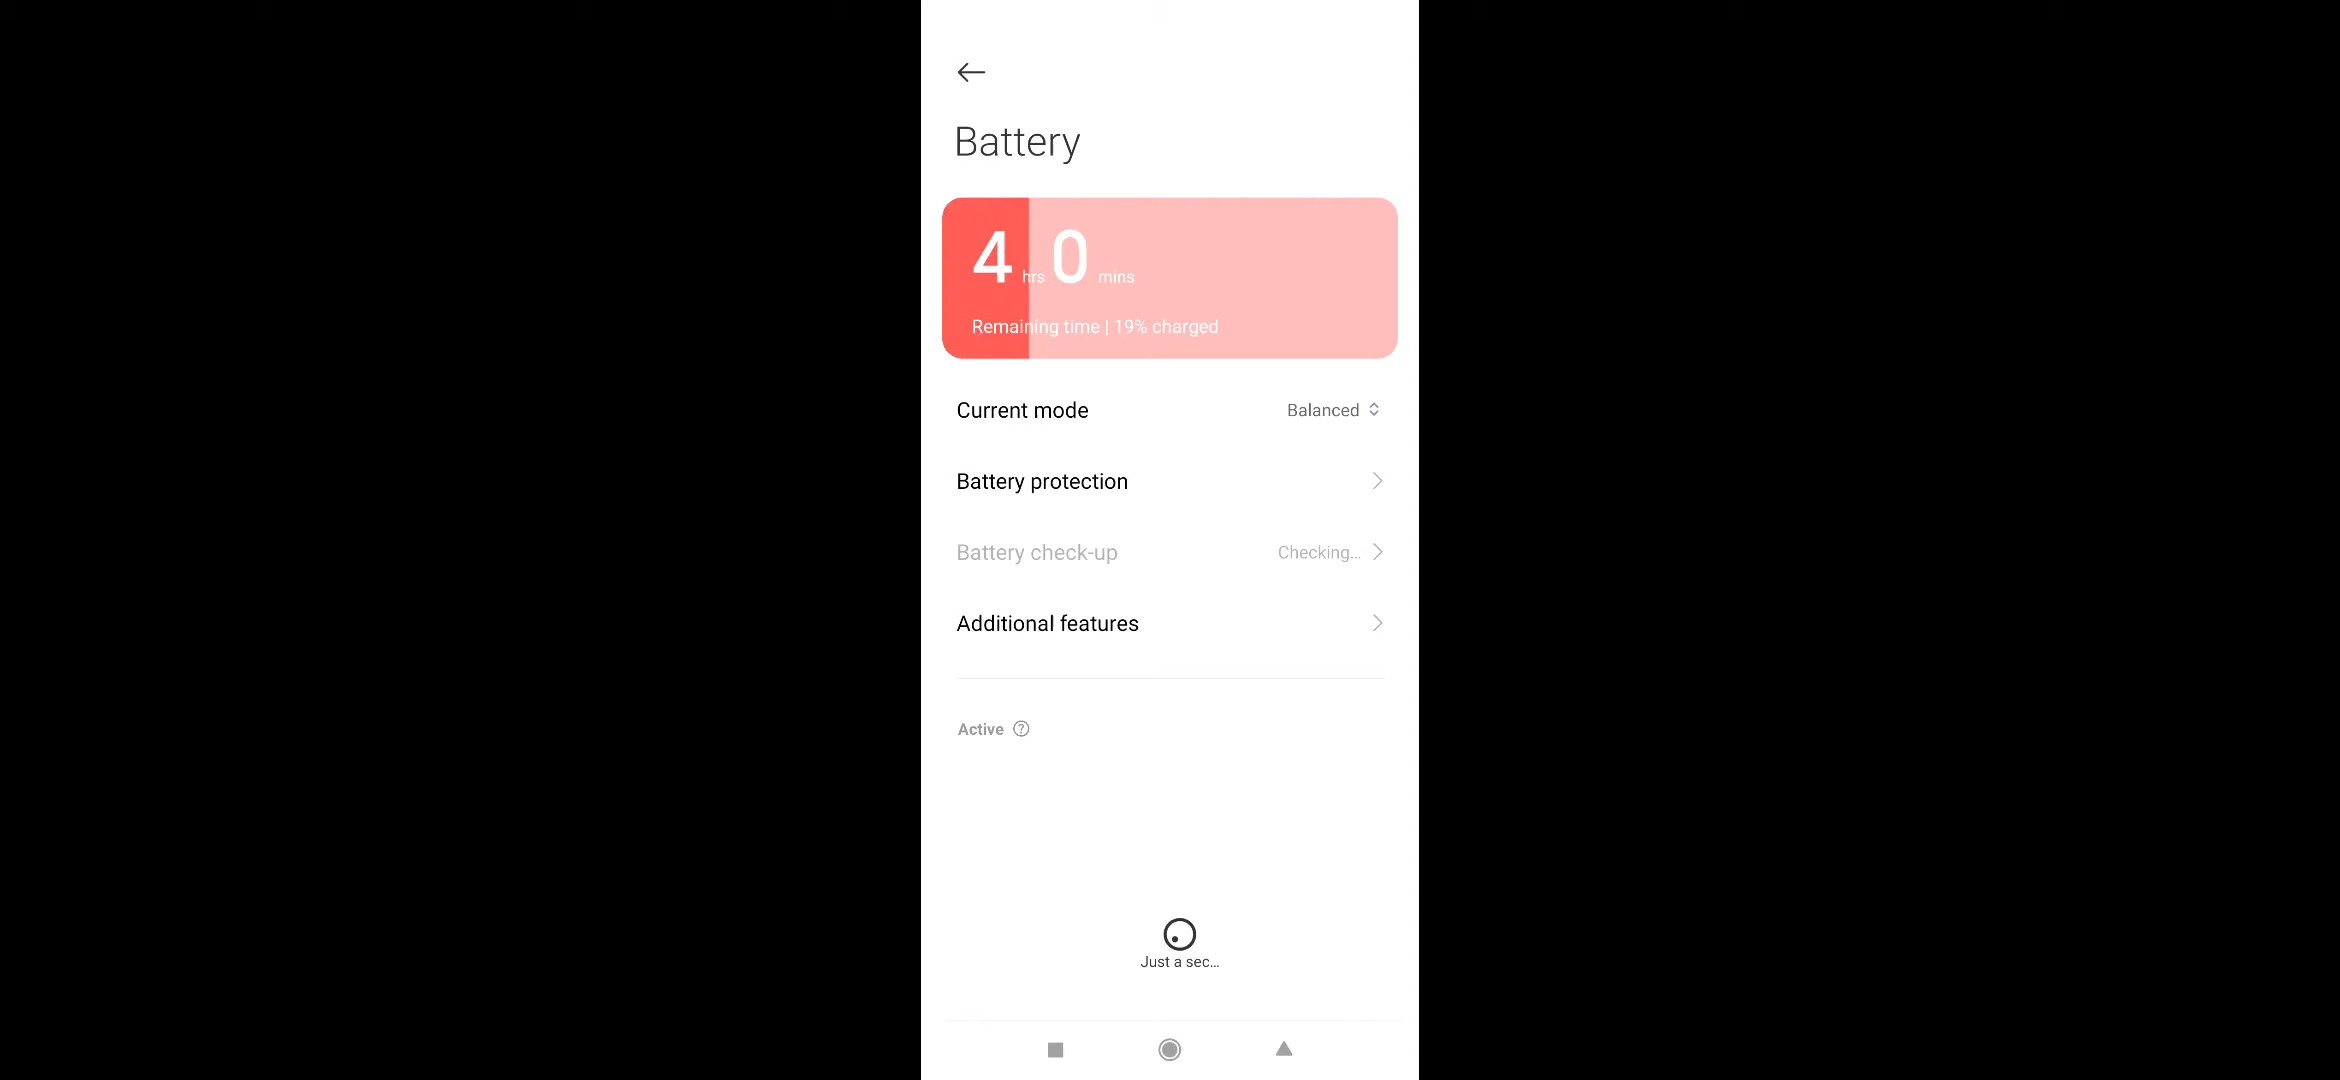 Battery
4 hrs 0 mins
Remaining time | 19% charged
Current mode Balanced
Battery protection
Battery check-up Checking...
Additional features
Active ?
Just a sec...